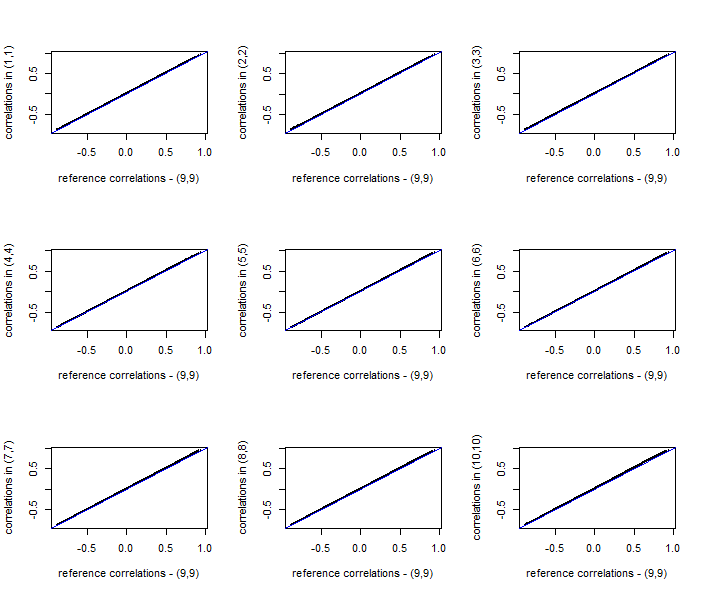 correlations in (1,1)
0.5
-0.5
-0.5 0.0 0.5 1.0
reference correlations - (9,9)
correlations in (2,2)
0.5
-0.5
-0.5 0.0 0.5 1.0
reference correlations - (9,9)
correlations in (3,3)
0.5
-0.5
-0.5 0.0 0.5 1.0
reference correlations - (9,9)
correlations in (4,4)
0.5
-0.5
-0.5 0.0 0.5 1.0
reference correlations - (9,9)
correlations in (5,5)
0.5
-0.5
-0.5 0.0 0.5 1.0
reference correlations - (9,9)
correlations in (6,6)
0.5
-0.5
-0.5 0.0 0.5 1.0
reference correlations - (9,9)
correlations in (7,7)
0.5
-0.5
-0.5 0.0 0.5 1.0
reference correlations - (9,9)
correlations in (8,8)
0.5
-0.5
-0.5 0.0 0.5 1.0
reference correlations - (9,9)
correlations in (10,10)
0.5
-0.5
-0.5 0.0 0.5 1.0
reference correlations - (9,9)